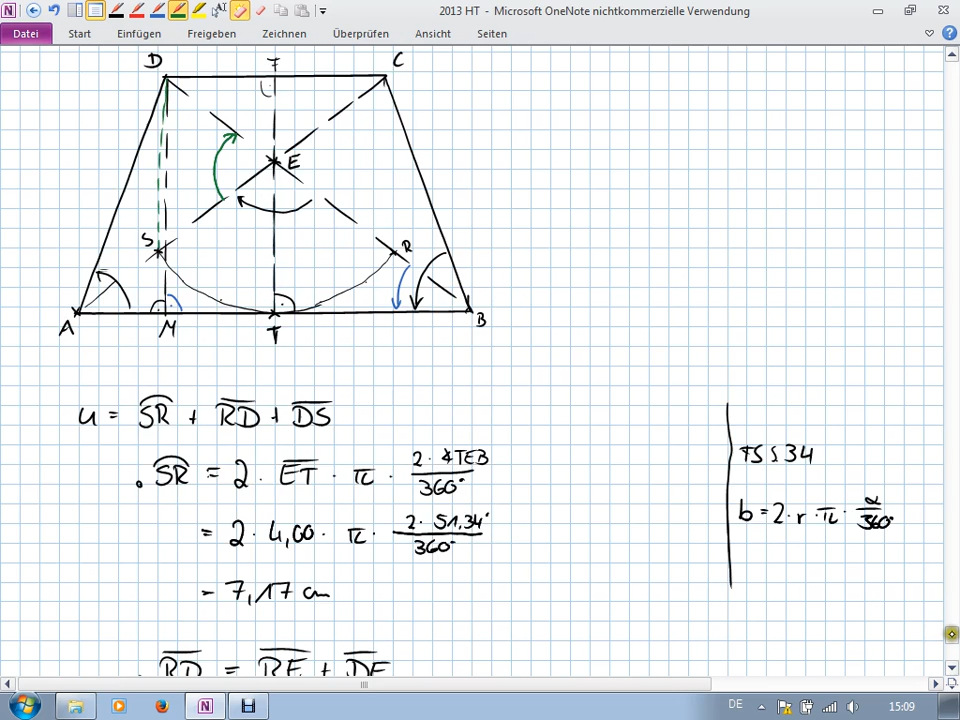 2013 HT - Microsoft OneNote nichtkommerzielle Verwendung
Datei Start Einfügen Freigeben Zeichnen Überprüfen Ansicht Seiten
D F C
E
S R
A M T B
u = SR + RD + DS
. SR = 2 · ET · π · 2 · ∢TEB / 360°
= 2 · 4,00 · π · 2 · 51,34° / 360°
= 7,17 cm
. RD = RE + DE
FS S 34
b = 2 · r · π · α / 360°
DE 15:09